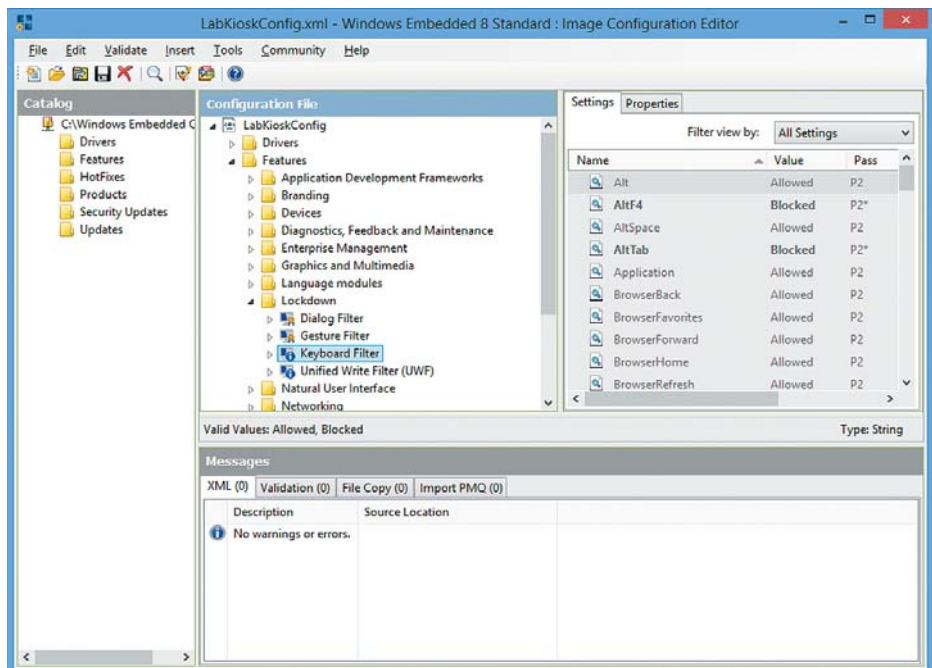 LabKioskConfig.xml - Windows Embedded 8 Standard : Image Configuration Editor
File Edit Validate Insert Tools Community Help
Catalog
C:\Windows Embedded C
Drivers
Features
HotFixes
Products
Security Updates
Updates
Configuration File
LabKioskConfig
Drivers
Features
Application Development Frameworks
Branding
Devices
Diagnostics, Feedback and Maintenance
Enterprise Management
Graphics and Multimedia
Language modules
Lockdown
Dialog Filter
Gesture Filter
Keyboard Filter
Unified Write Filter (UWF)
Natural User Interface
Networking
Settings Properties
Filter view by: All Settings
Name Value Pass
Alt Allowed P2
AltF4 Blocked P2*
AltSpace Allowed P2
AltTab Blocked P2*
Application Allowed P2
BrowserBack Allowed P2
BrowserFavorites Allowed P2
BrowserForward Allowed P2
BrowserHome Allowed P2
BrowserRefresh Allowed P2
Valid Values: Allowed, Blocked Type: String
Messages
XML (0) Validation (0) File Copy (0) Import PMQ (0)
Description Source Location
No warnings or errors.